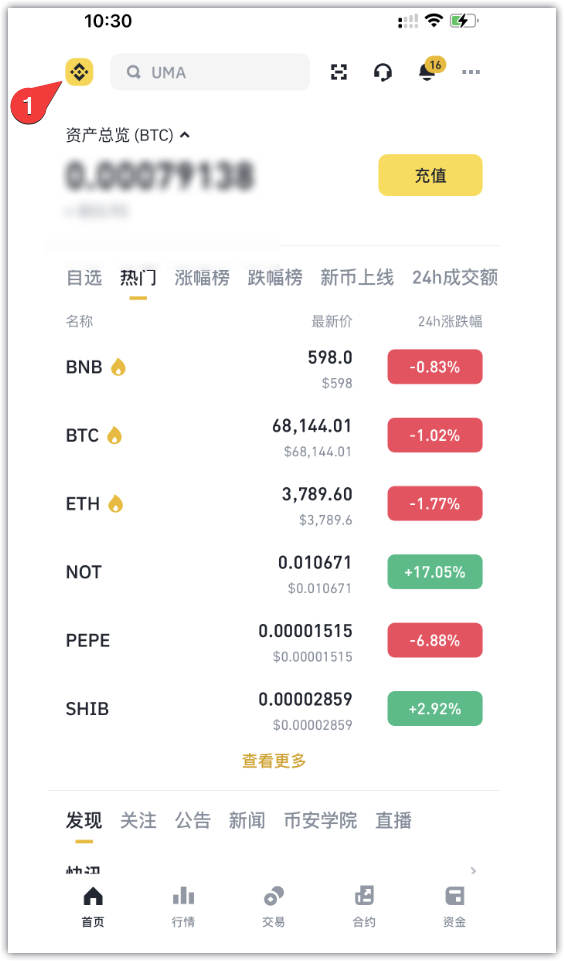 10:30
UMA
16
1
资产总览 (BTC)
0.00079138
充值
自选 热门 涨幅榜 跌幅榜 新币上线 24h成交额
名称 最新价 24h涨跌幅
BNB 598.0 -0.83%
$598
BTC 68,144.01 -1.02%
$68,144.01
ETH 3,789.60 -1.77%
$3,789.6
NOT 0.010671 +17.05%
$0.010671
PEPE 0.00001515 -6.88%
$0.00001515
SHIB 0.00002859 +2.92%
$0.00002859
查看更多
发现 关注 公告 新闻 币安学院 直播
快讯
首页 行情 交易 合约 资金